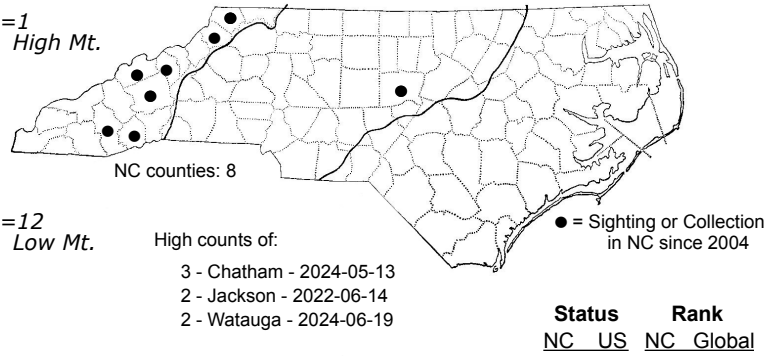 =1
High Mt.
NC counties: 8
=12
Low Mt.
High counts of:
3 - Chatham - 2024-05-13
2 - Jackson - 2022-06-14
2 - Watauga - 2024-06-19
● = Sighting or Collection
in NC since 2004
Status Rank
NC US NC Global